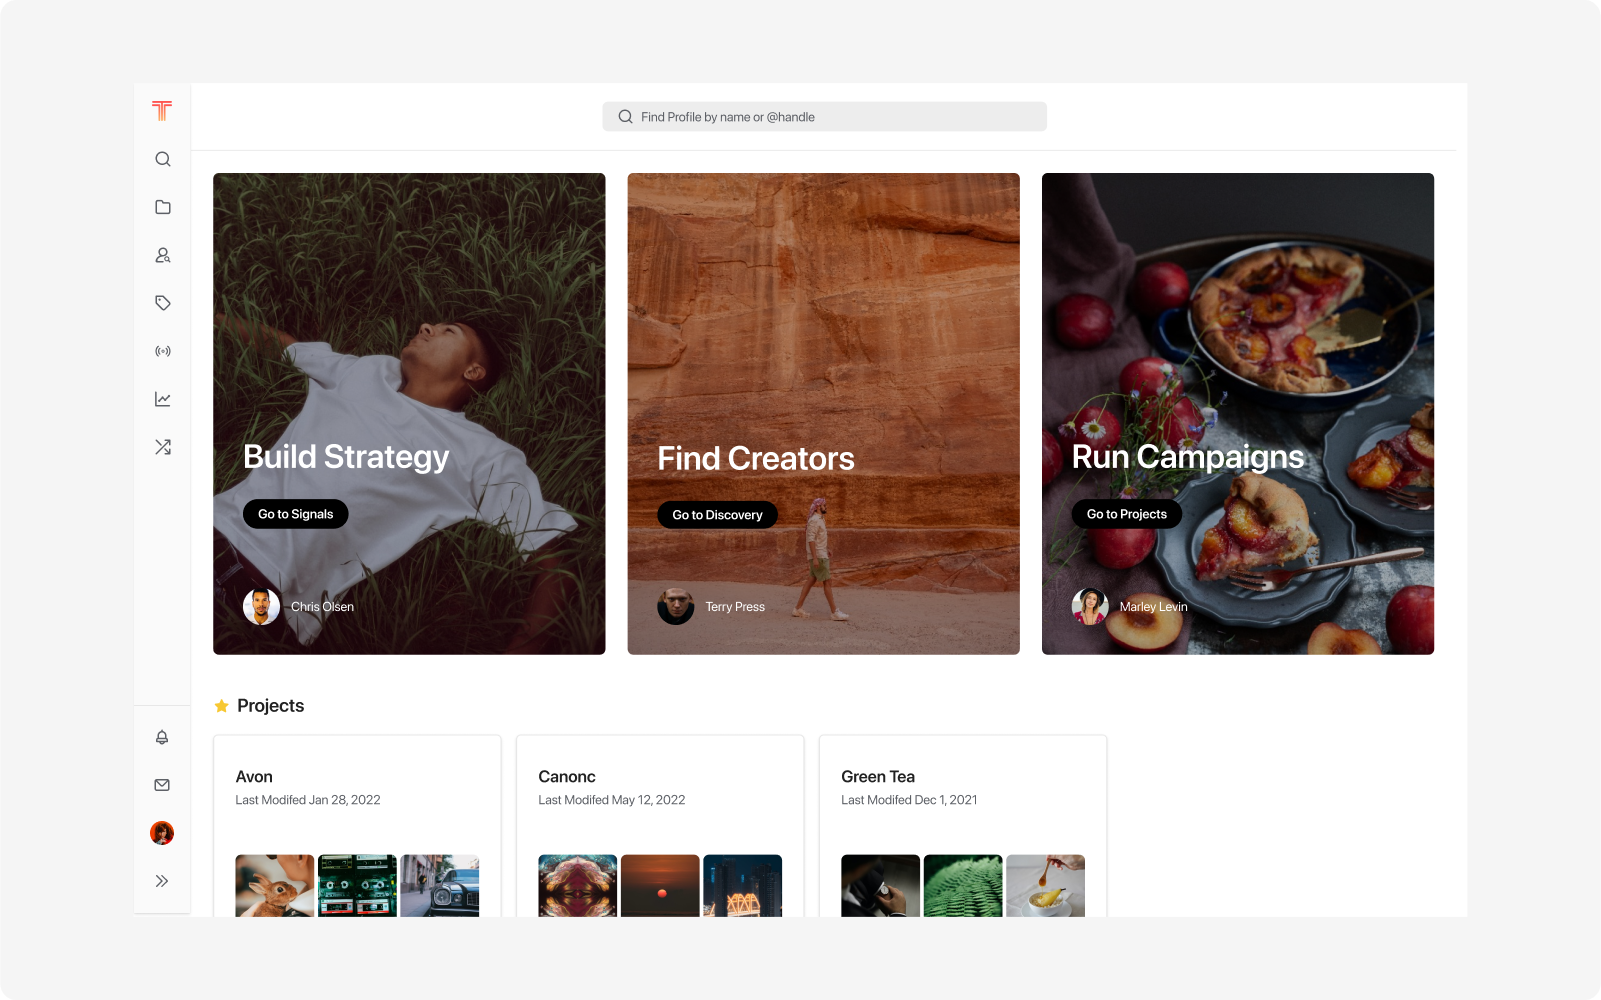 Find Profile by name or @handle
Build Strategy
Go to Signals
Chris Olsen
Find Creators
Go to Discovery
Terry Press
Run Campaigns
Go to Projects
Marley Levin
Projects
Avon
Last Modifed Jan 28, 2022
Canonc
Last Modifed May 12, 2022
Green Tea
Last Modifed Dec 1, 2021